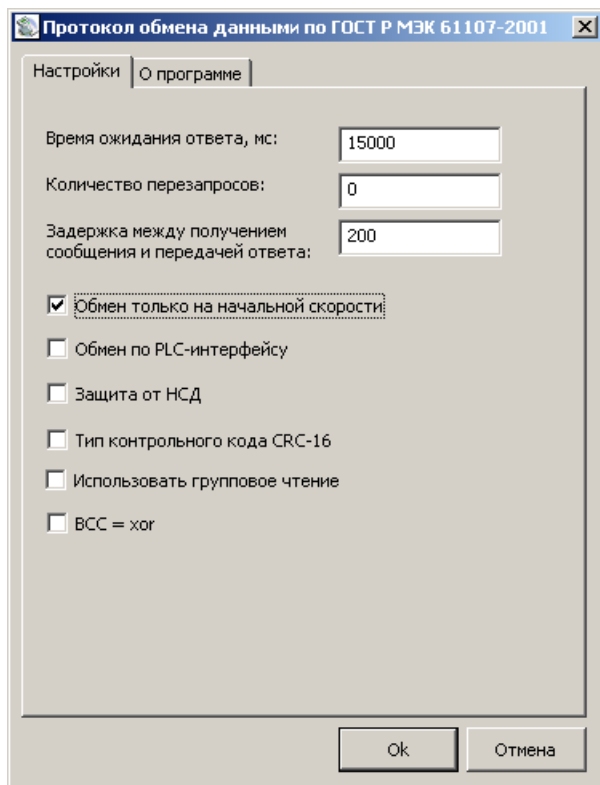 Протокол обмена данными по ГОСТ Р МЭК 61107-2001
Настройки
О программе
Время ожидания ответа, мс:
15000
Количество перезапросов:
0
Задержка между получением
сообщения и передачей ответа:
200
Обмен только на начальной скорости
Обмен по PLC-интерфейсу
Защита от НСД
Тип контрольного кода CRC-16
Использовать групповое чтение
BCC = xor
Ok
Отмена